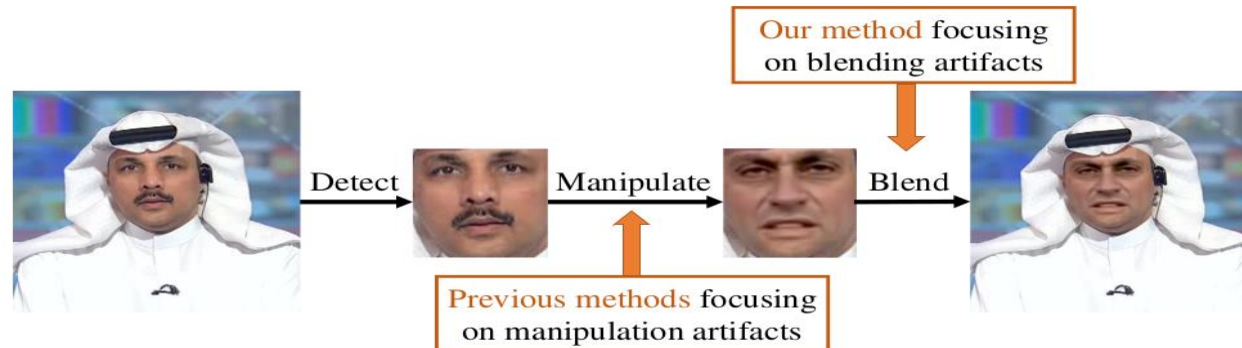 Our method focusing
on blending artifacts
Detect
Manipulate
Blend
Previous methods focusing
on manipulation artifacts